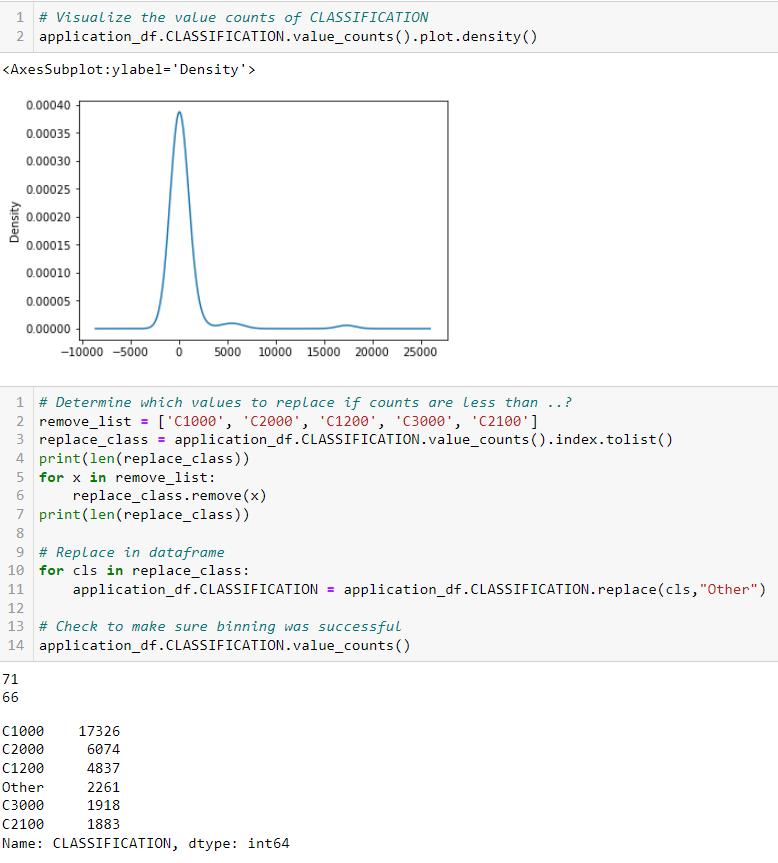 1 # Visualize the value counts of CLASSIFICATION
2 application_df.CLASSIFICATION.value_counts().plot.density()
<AxesSubplot:ylabel='Density'>
0.00040
0.00035
0.00030
0.00025
0.00020
0.00015
0.00010
0.00005
0.00000
Density
−10000 −5000 0 5000 10000 15000 20000 25000
1 # Determine which values to replace if counts are less than ..?
2 remove_list = ['C1000', 'C2000', 'C1200', 'C3000', 'C2100']
3 replace_class = application_df.CLASSIFICATION.value_counts().index.tolist()
4 print(len(replace_class))
5 for x in remove_list:
6     replace_class.remove(x)
7 print(len(replace_class))
8
9 # Replace in dataframe
10 for cls in replace_class:
11     application_df.CLASSIFICATION = application_df.CLASSIFICATION.replace(cls,"Other")
12
13 # Check to make sure binning was successful
14 application_df.CLASSIFICATION.value_counts()
71
66
C1000    17326
C2000     6074
C1200     4837
Other     2261
C3000     1918
C2100     1883
Name: CLASSIFICATION, dtype: int64